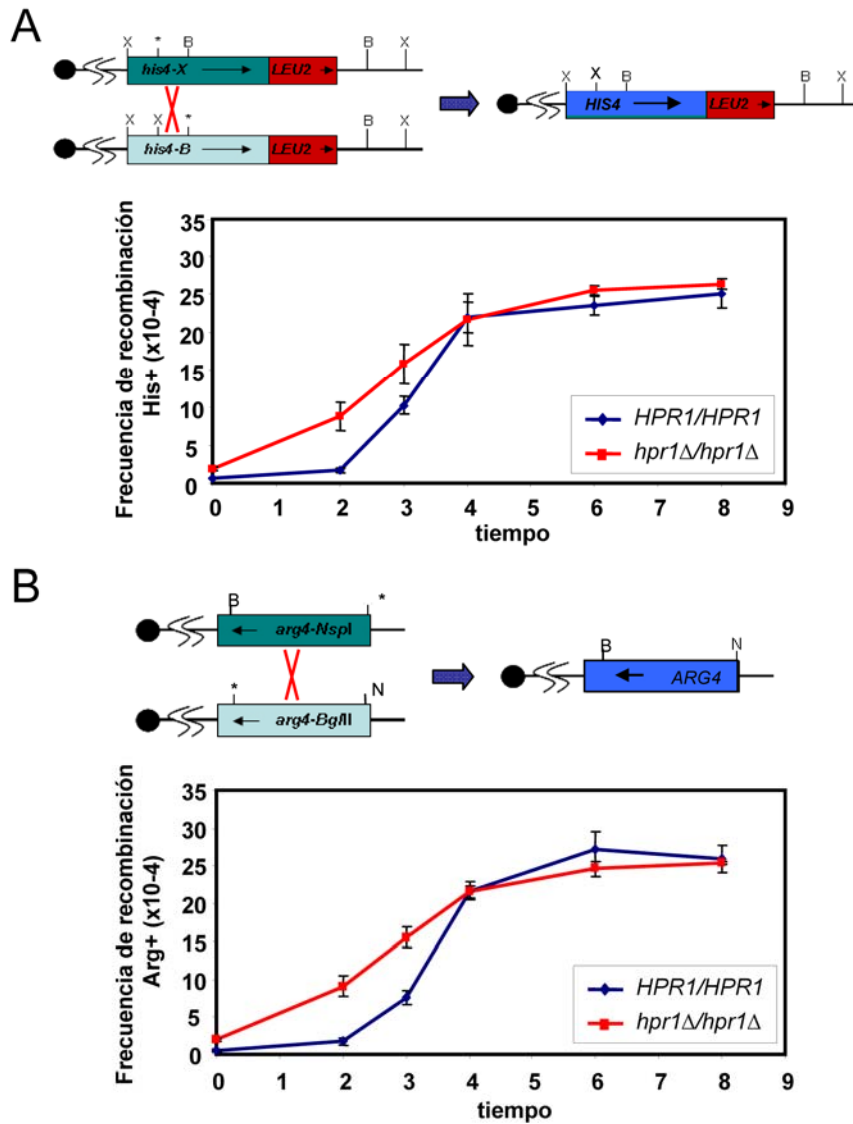 A
X * B B X
his4-X LEU2
X X * B X
his4-B LEU2
X X B B X
HIS4 LEU2
Frecuencia de recombinación
His+ (x10-4)
35
30
25
20
15
10
5
0
0 1 2 3 4 5 6 7 8 9
tiempo
HPR1/HPR1
hpr1Δ/hpr1Δ
B
B *
arg4-NspI
* N
arg4-BglII
B N
ARG4
Frecuencia de recombinación
Arg+ (x10-4)
35
30
25
20
15
10
5
0
0 1 2 3 4 5 6 7 8 9
tiempo
HPR1/HPR1
hpr1Δ/hpr1Δ